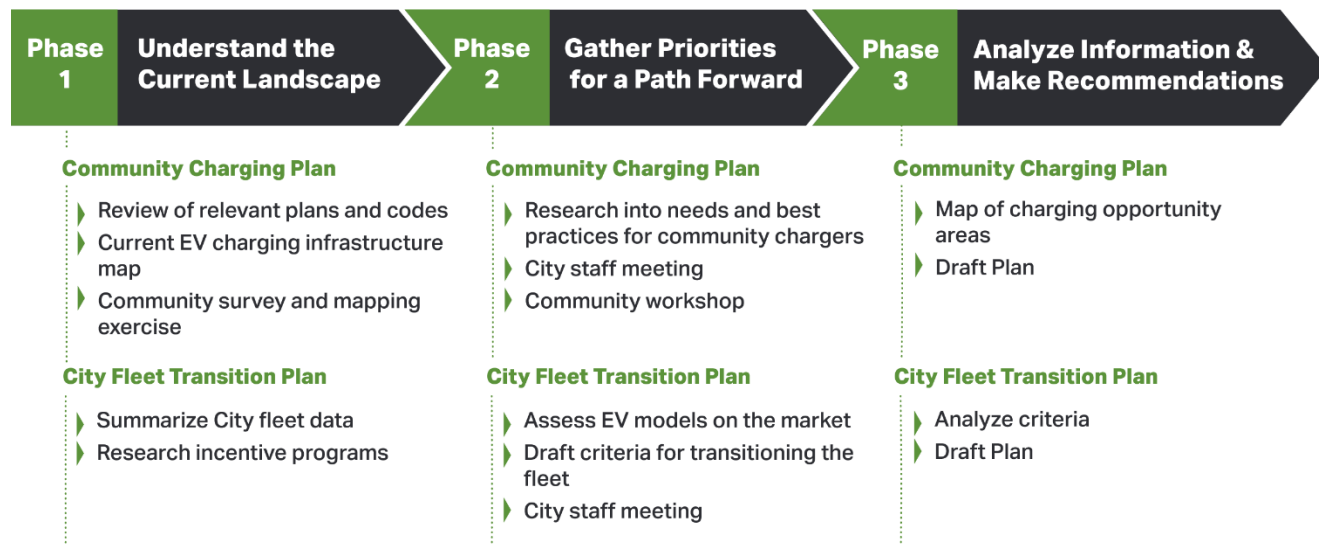 Phase
1
Understand the
Current Landscape
Phase
2
Gather Priorities
for a Path Forward
Phase
3
Analyze Information &
Make Recommendations
Community Charging Plan
Review of relevant plans and codes
Current EV charging infrastructure
map
Community survey and mapping
exercise
City Fleet Transition Plan
Summarize City fleet data
Research incentive programs
Community Charging Plan
Research into needs and best
practices for community chargers
City staff meeting
Community workshop
City Fleet Transition Plan
Assess EV models on the market
Draft criteria for transitioning the
fleet
City staff meeting
Community Charging Plan
Map of charging opportunity
areas
Draft Plan
City Fleet Transition Plan
Analyze criteria
Draft Plan